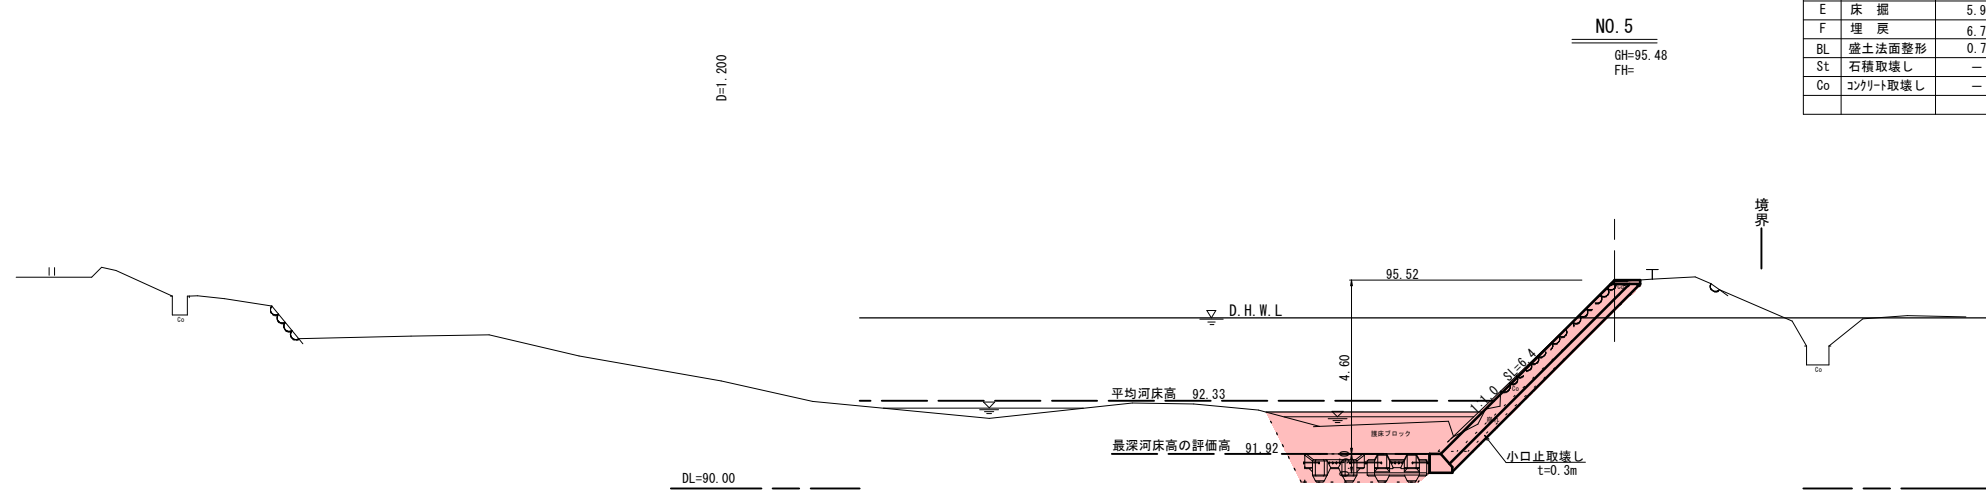 NO. 5
GH=95.48
FH=
E 床 掘 5.9
F 埋 戻 6.7
BL 盛土法面整形 0.7
St 石積取壊し －
Co コンクリート取壊し －
D=1.200
境界
95.52
D. H. W. L
4.60
1:1.0 SL=6.4
平均河床高 92.33
護床ブロック
最深河床高の評価高 91.92
小口止取壊し
t=0.3m
DL=90.00
Co
Co
Co